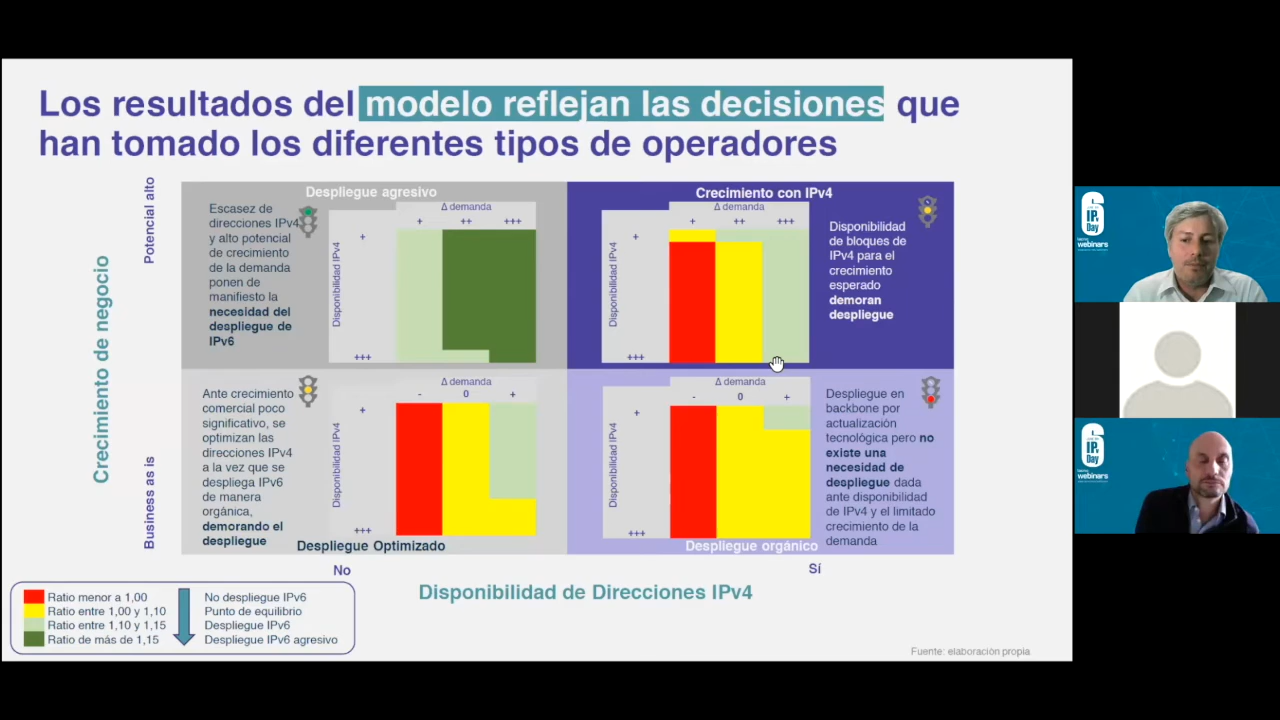 Los resultados del modelo reflejan las decisiones que
han tomado los diferentes tipos de operadores
Crecimiento de negocio
Potencial alto
Business as is
Despliegue agresivo
Escasez de
direcciones IPv4
y alto potencial
de crecimiento
de la demanda
ponen de
manifiesto la
necesidad del
despliegue de
IPv6
Δ demanda
+ ++ +++
Disponibilidad IPv4
+
+++
Crecimiento con IPv4
Δ demanda
+ ++ +++
Disponibilidad IPv4
+
+++
Disponibilidad
de bloques de
IPv4 para el
crecimiento
esperado
demoran
despliegue
Ante crecimiento
comercial poco
significativo, se
optimizan las
direcciones IPv4
a la vez que se
despliega IPv6
de manera
orgánica,
demorando el
despliegue
Δ demanda
- 0 +
Disponibilidad IPv4
+
+++
Despliegue Optimizado
Δ demanda
- 0 +
Disponibilidad IPv4
+
+++
Despliegue orgánico
Despliegue en
backbone por
actualización
tecnológica pero no
existe una
necesidad de
despliegue dada
ante disponibilidad
de IPv4 y el limitado
crecimiento de la
demanda
No
Sí
Disponibilidad de Direcciones IPv4
Ratio menor a 1,00 No despliegue IPv6
Ratio entre 1,00 y 1,10 Punto de equilibrio
Ratio entre 1,10 y 1,15 Despliegue IPv6
Ratio de más de 1,15 Despliegue IPv6 agresivo
Fuente: elaboración propia
IPv
Day
webinars
IPv
Day
webinars